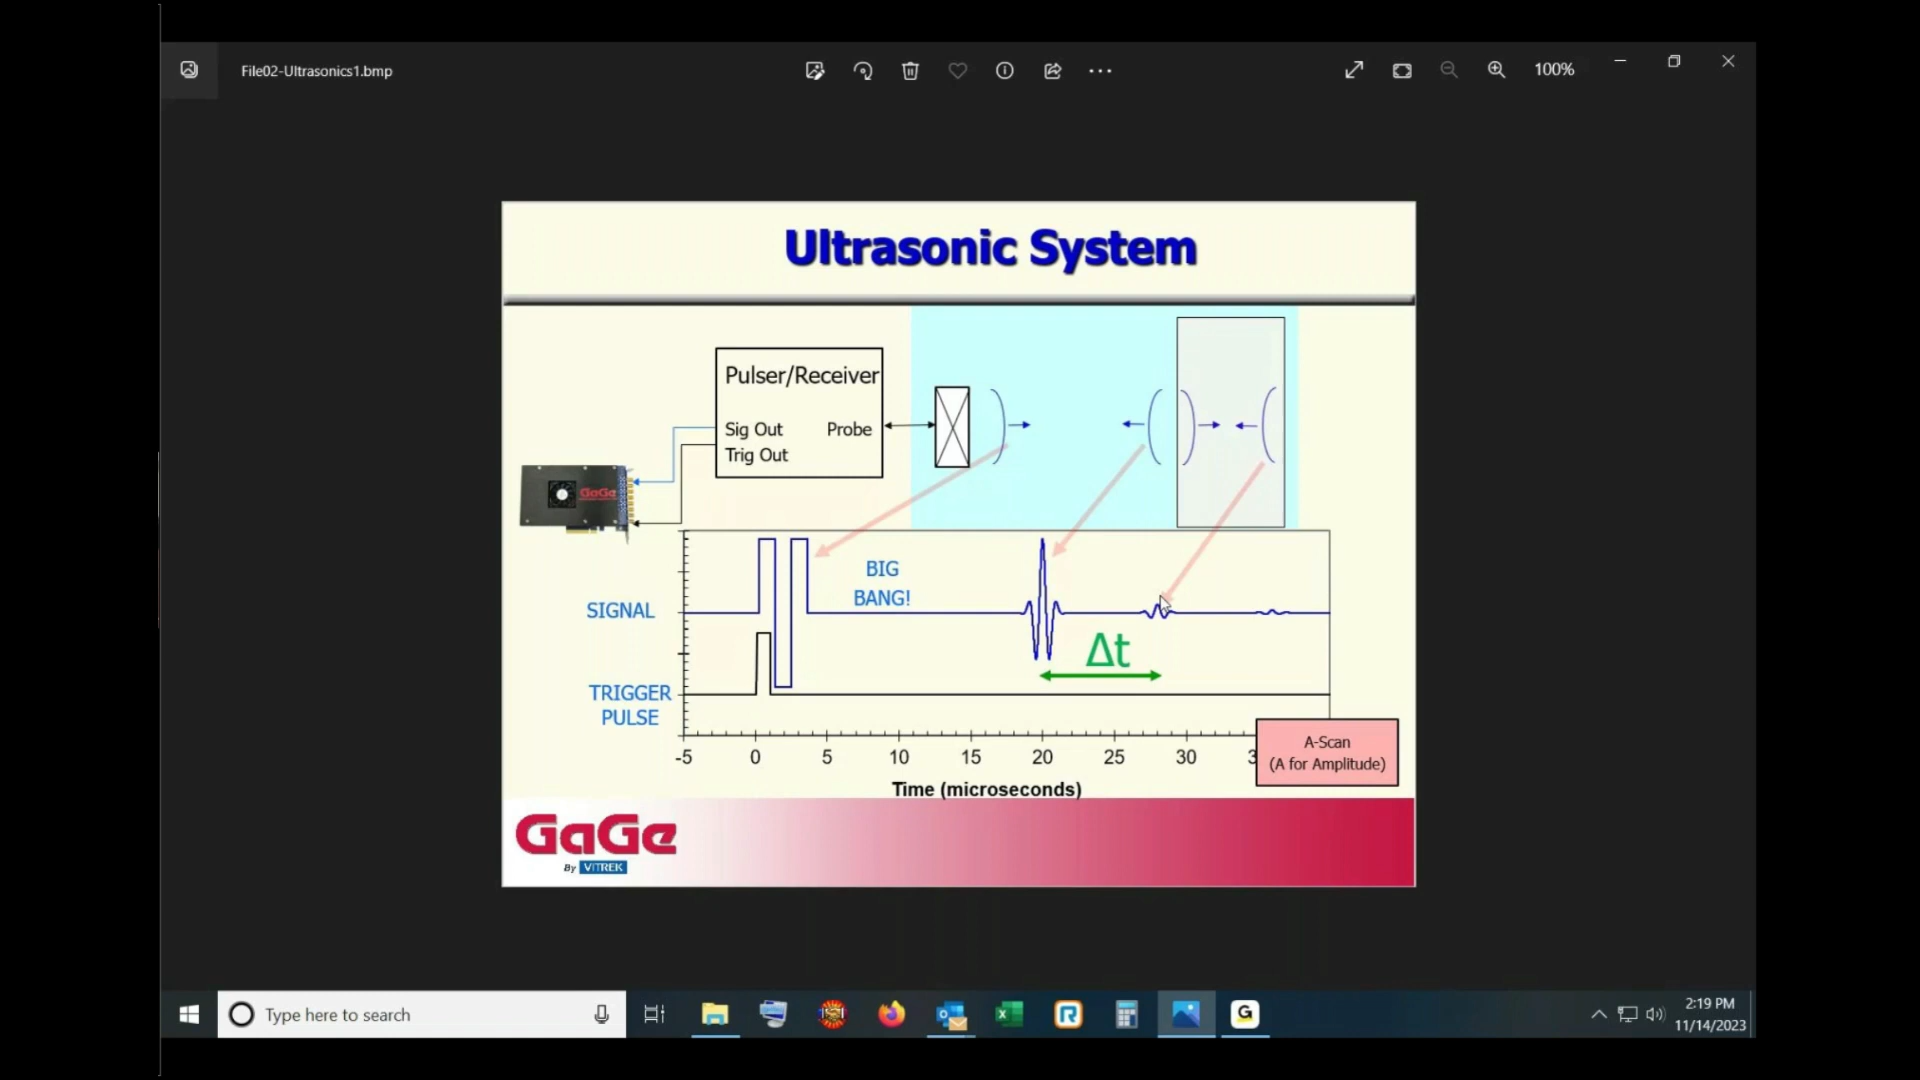 File02-Ultrasonics1.bmp
100%
Ultrasonic System
Pulser/Receiver
Sig Out
Probe
Trig Out
GaGe
BIG
BANG!
SIGNAL
Δt
TRIGGER
PULSE
-5 0 5 10 15 20 25 30 3
A-Scan
(A for Amplitude)
Time (microseconds)
GaGe
By VITREK
Type here to search
2:19 PM
11/14/2023